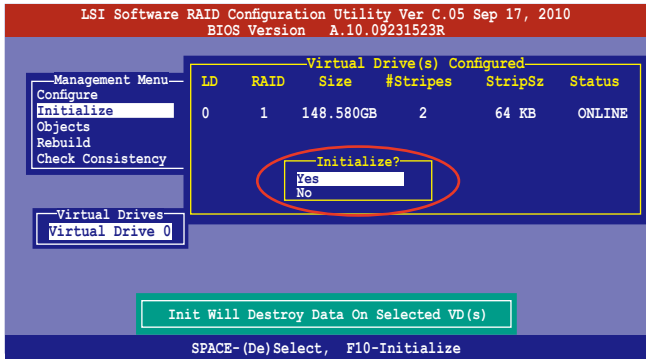 LSI Software RAID Configuration Utility Ver C.05 Sep 17, 2010
BIOS Version A.10.09231523R
Virtual Drive(s) Configured
LD RAID Size #Stripes StripSz Status
0 1 148.580GB 2 64 KB ONLINE
Management Menu
Configure
Initialize
Objects
Rebuild
Check Consistency
Initialize?
Yes
No
Virtual Drives
Virtual Drive 0
Init Will Destroy Data On Selected VD(s)
SPACE-(De)Select, F10-Initialize